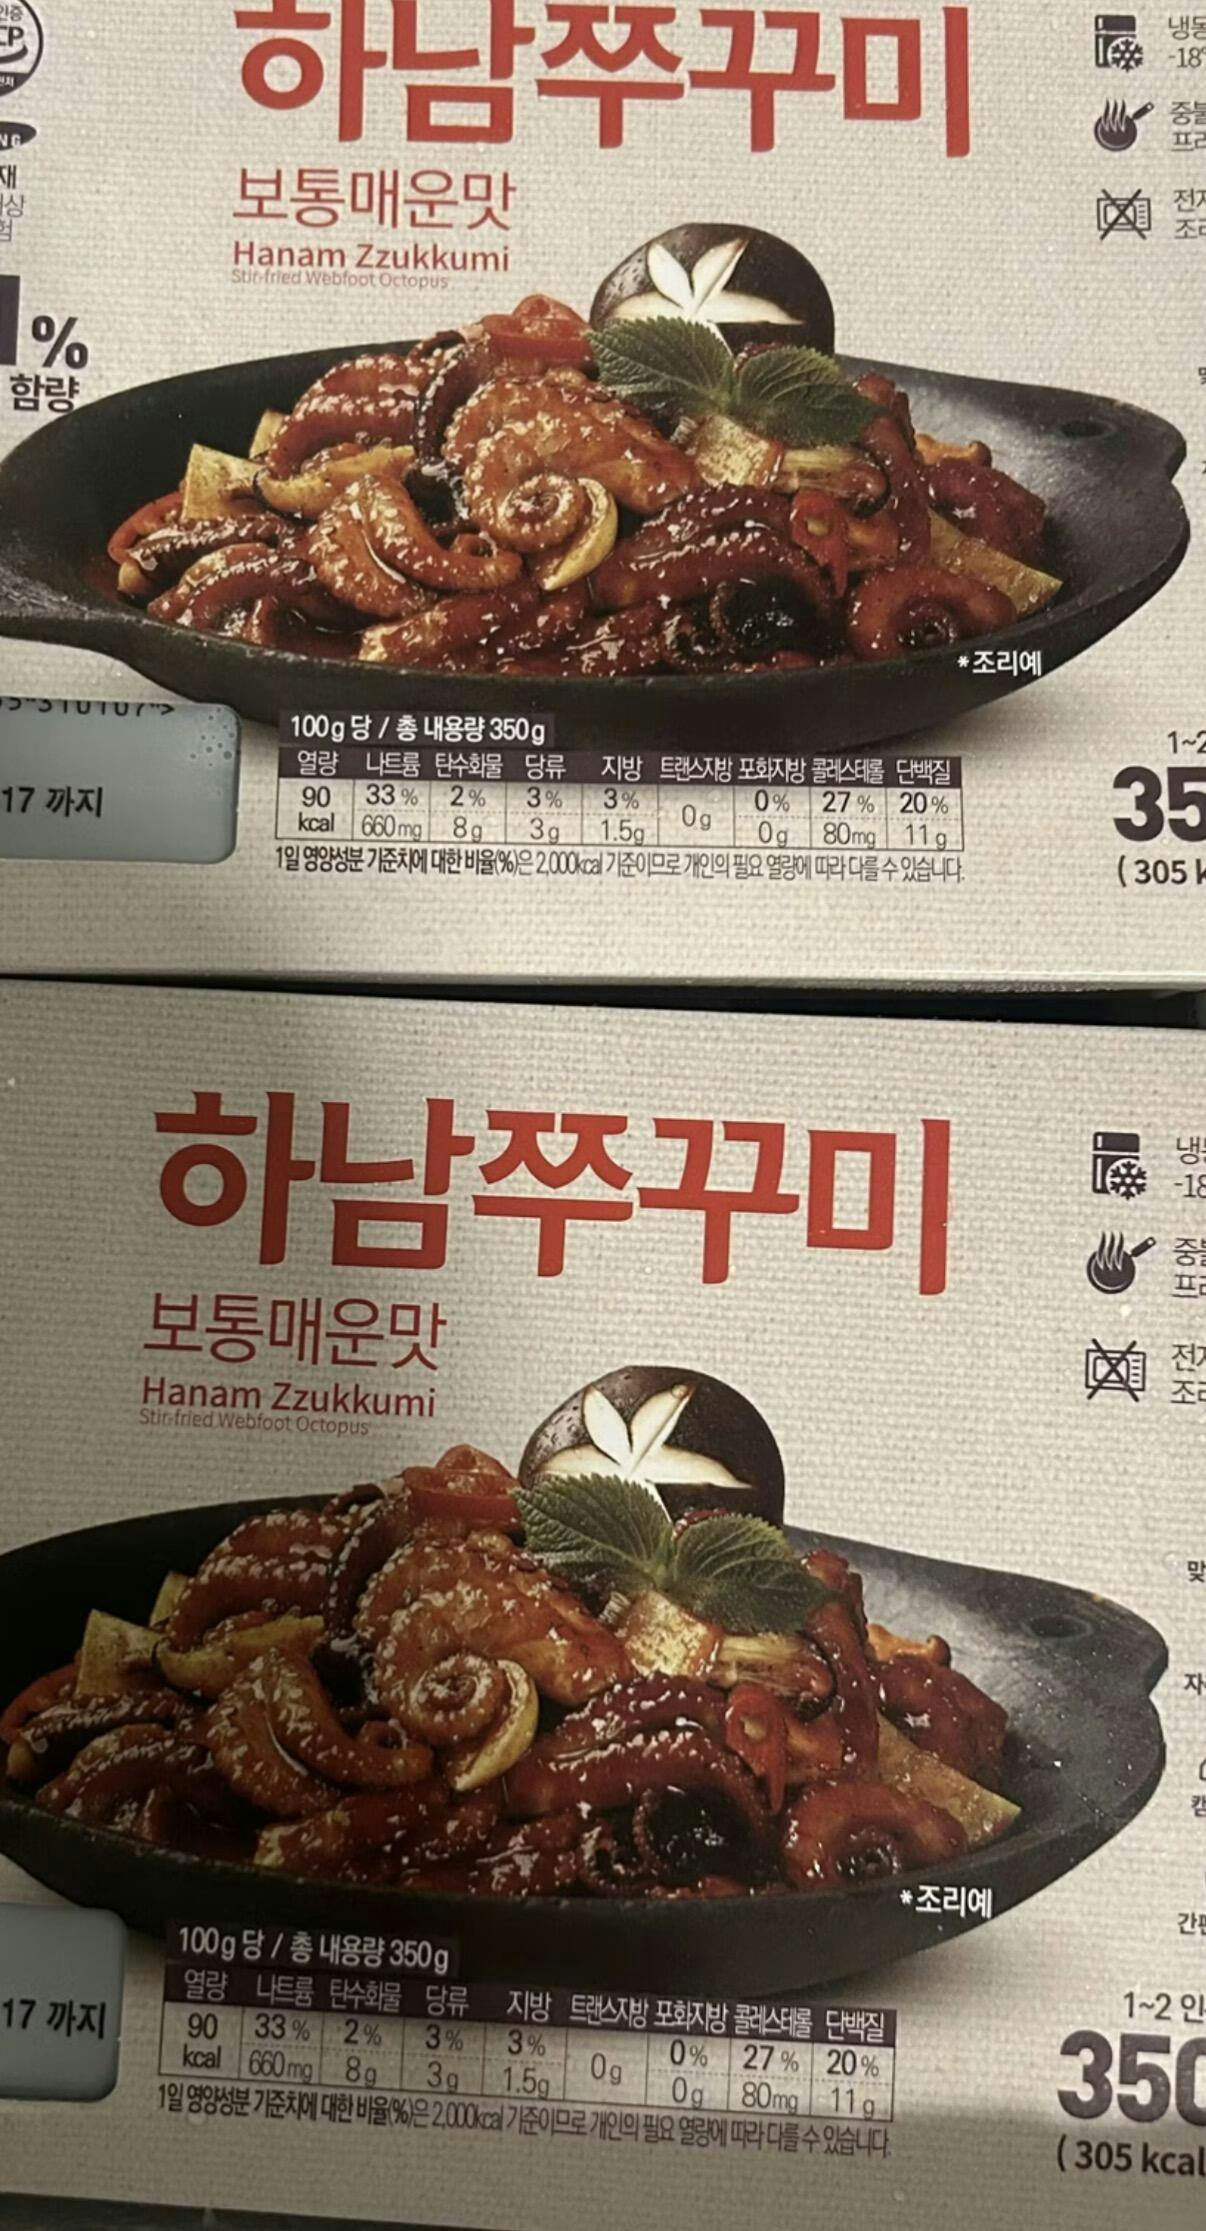 하남쭈꾸미
보통매운맛
Hanam Zzukkumi
Stir-fried Webfoot Octopus
%
함량
*조리예
17 까지
100g 당 / 총 내용량 350g
열량 나트륨 탄수화물 당류 지방 트랜스지방 포화지방 콜레스테롤 단백질
90 33% 2% 3% 3% 0g 0% 27% 20%
kcal 660mg 8g 3g 1.5g 0g 80mg 11g
1일 영양성분 기준치에 대한 비율(%)은 2,000kcal 기준이므로 개인의 필요 열량에 따라 다를 수 있습니다.
1~2
35
(305 k
하남쭈꾸미
보통매운맛
Hanam Zzukkumi
Stir-fried Webfoot Octopus
*조리예
17 까지
100g 당 / 총 내용량 350g
열량 나트륨 탄수화물 당류 지방 트랜스지방 포화지방 콜레스테롤 단백질
90 33% 2% 3% 3% 0g 0% 27% 20%
kcal 660mg 8g 3g 1.5g 0g 80mg 11g
1일 영양성분 기준치에 대한 비율(%)은 2,000kcal 기준이므로 개인의 필요 열량에 따라 다를 수 있습니다.
1~2 인
350
(305 kcal